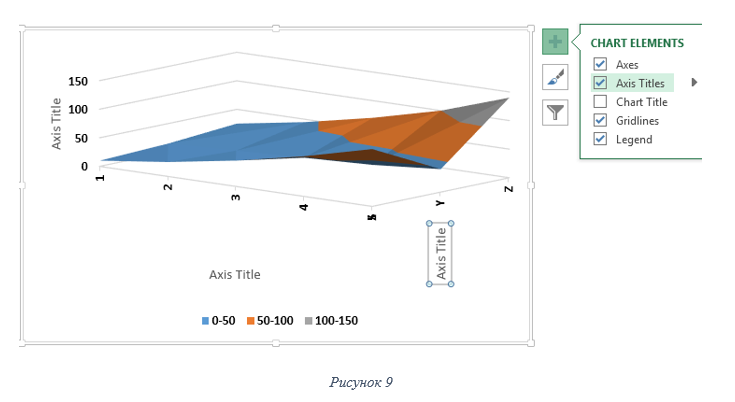 CHART ELEMENTS
Axes
Axis Titles
Chart Title
Gridlines
Legend
Axis Title
150
100
50
0
1
2
3
4
Y
Z
Axis Title
Axis Title
0-50 50-100 100-150
Рисунок 9